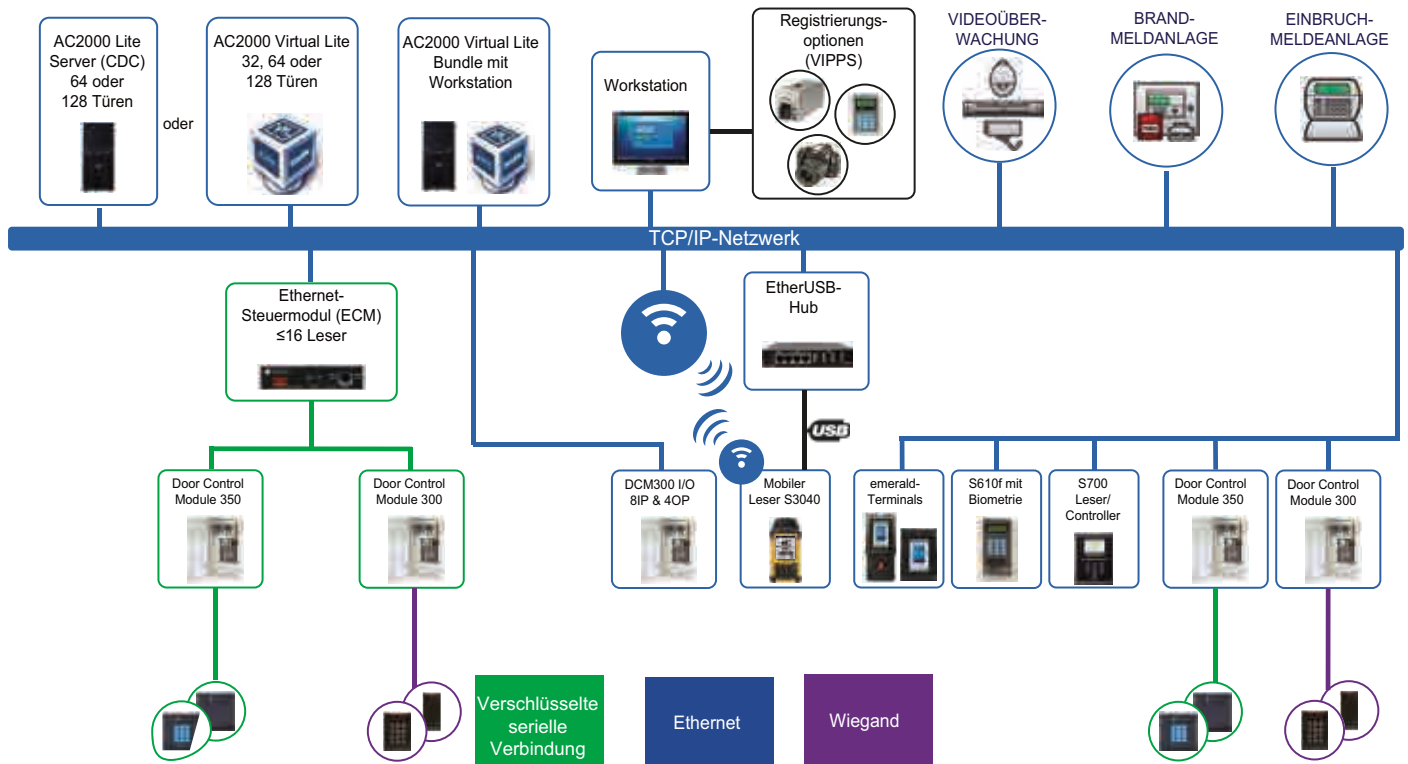 AC2000 Lite
Server (CDC)
64 oder
128 Türen
oder
AC2000 Virtual Lite
32, 64 oder
128 Türen
AC2000 Virtual Lite
Bundle mit
Workstation
Workstation
Registrierungs-
optionen
(VIPPS)
VIDEOÜBER-
WACHUNG
BRAND-
MELDANLAGE
EINBRUCH-
MELDEANLAGE
TCP/IP-Netzwerk
Ethernet-
Steuermodul (ECM)
≤16 Leser
EtherUSB-
Hub
USB
Door Control
Module 350
Door Control
Module 300
DCM300 I/O
8IP & 4OP
Mobiler
Leser S3040
emerald-
Terminals
S610f mit
Biometrie
S700
Leser/
Controller
Door Control
Module 350
Door Control
Module 300
Verschlüsselte
serielle
Verbindung
Ethernet
Wiegand